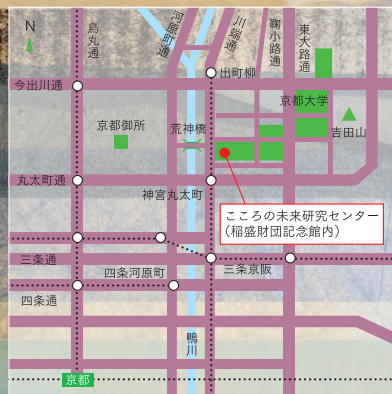 N
烏丸通
河原町通
川端通
鞠小路通
東大路通
出町柳
今出川通
京都大学
京都御所
荒神橋
吉田山
丸太町通
神宮丸太町
こころの未来研究センター
(稲盛財団記念館内)
三条通
三条京阪
四条河原町
四条通
鴨川
京都